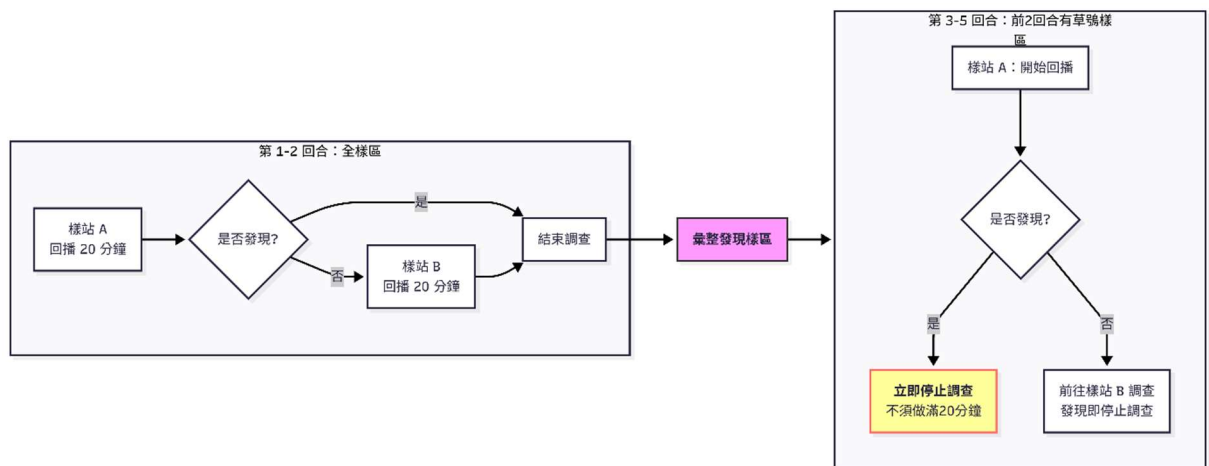 第 1-2 回合：全樣區
樣站 A
回播 20 分鐘
是否發現?
是
否
樣站 B
回播 20 分鐘
結束調查
彙整發現樣區
第 3-5 回合：前2回合有草鴞樣
區
樣站 A：開始回播
是否發現?
是
否
立即停止調查
不須做滿20分鐘
前往樣站 B 調查
發現即停止調查